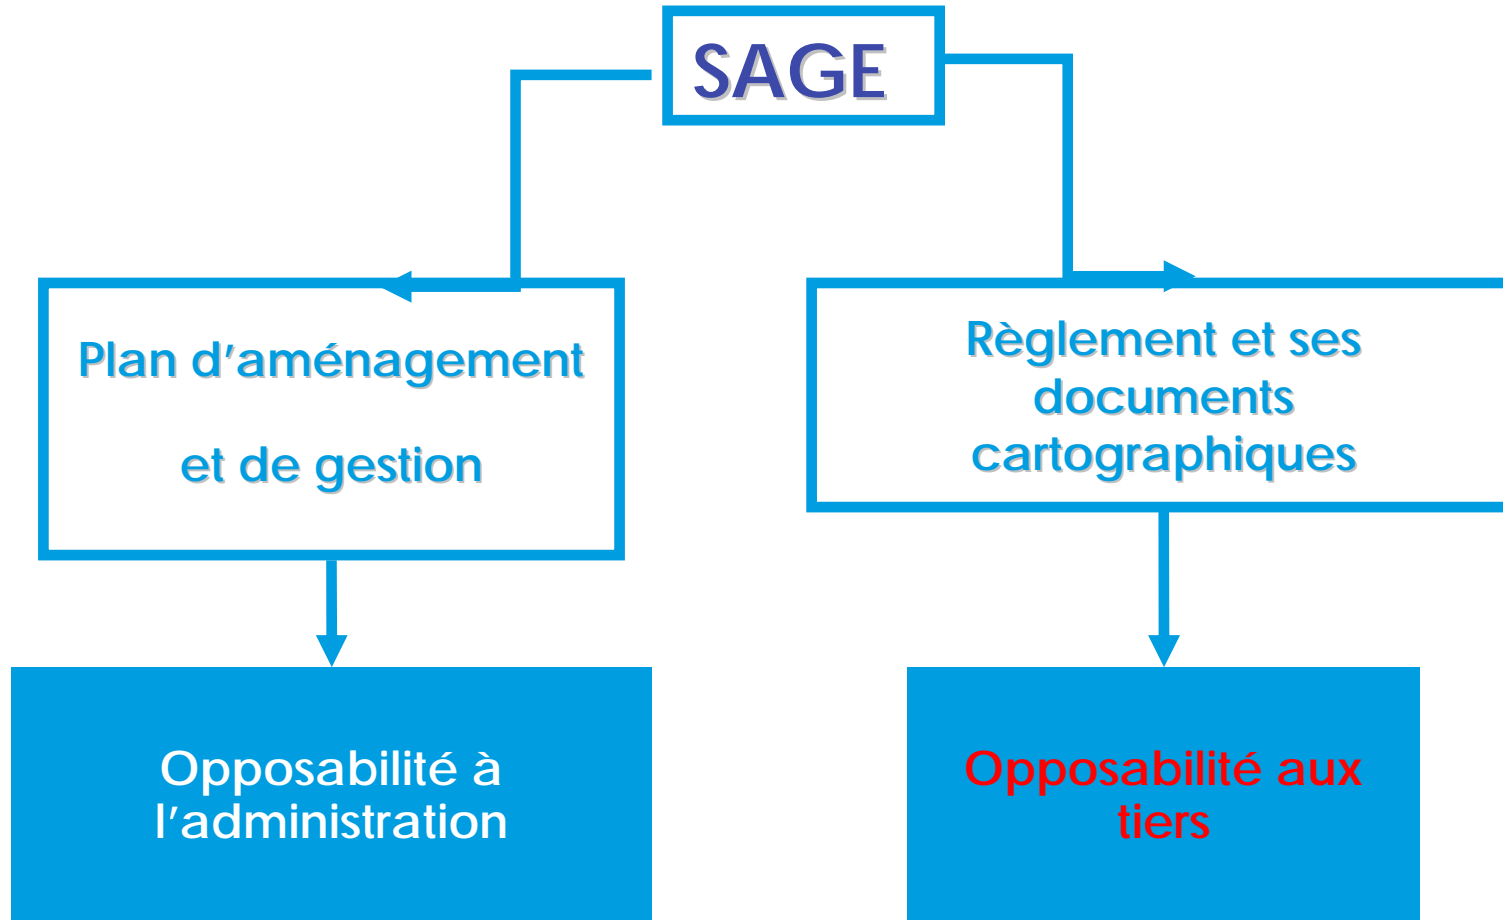 SAGE
Plan d’aménagement
et de gestion
Règlement et ses
documents
cartographiques
Opposabilité à
l’administration
Opposabilité aux
tiers